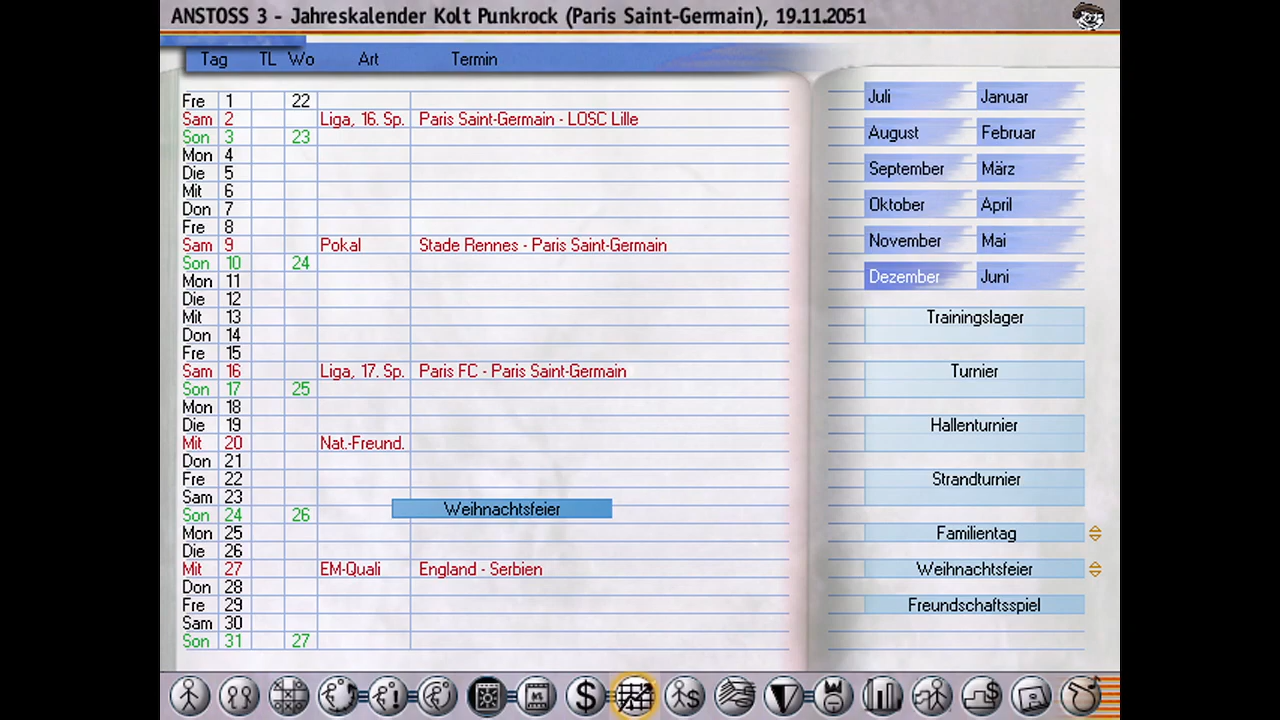 ANSTOSS 3 - Jahreskalender Kolt Punkrock (Paris Saint-Germain), 19.11.2051
Tag TL Wo Art Termin
Fre 1 22
Sam 2 Liga, 16. Sp. Paris Saint-Germain - LOSC Lille
Son 3 23
Mon 4
Die 5
Mit 6
Don 7
Fre 8
Sam 9 Pokal Stade Rennes - Paris Saint-Germain
Son 10 24
Mon 11
Die 12
Mit 13
Don 14
Fre 15
Sam 16 Liga, 17. Sp. Paris FC - Paris Saint-Germain
Son 17 25
Mon 18
Die 19
Mit 20 Nat.-Freund.
Don 21
Fre 22
Sam 23
Weihnachtsfeier
Son 24 26
Mon 25
Die 26
Mit 27 EM-Quali England - Serbien
Don 28
Fre 29
Sam 30
Son 31 27
Juli Januar
August Februar
September März
Oktober April
November Mai
Dezember Juni
Trainingslager
Turnier
Hallenturnier
Strandturnier
Familientag
Weihnachtsfeier
Freundschaftsspiel